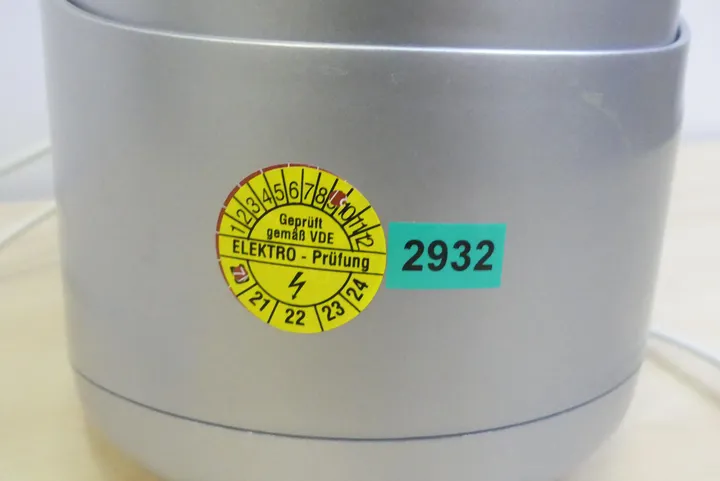 1 2 3 4 5 6 7 8 9 10 11 12
Geprüft
gemäß VDE
ELEKTRO - Prüfung
21 22 23 24
2932